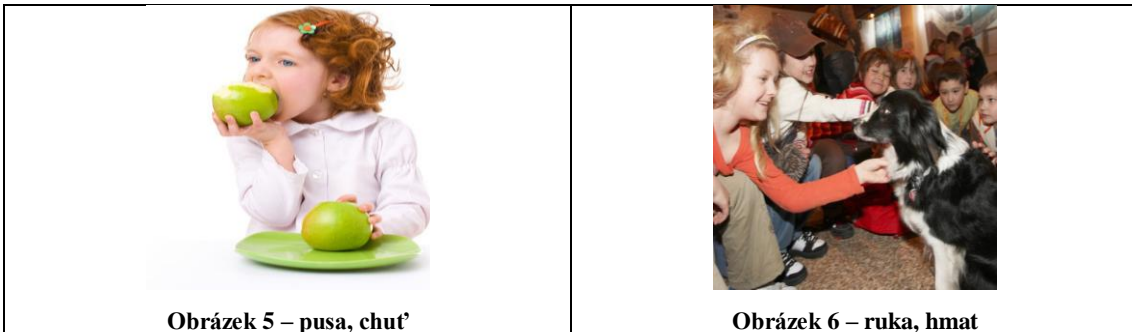 Obrázek 5 – pusa, chuť
Obrázek 6 – ruka, hmat